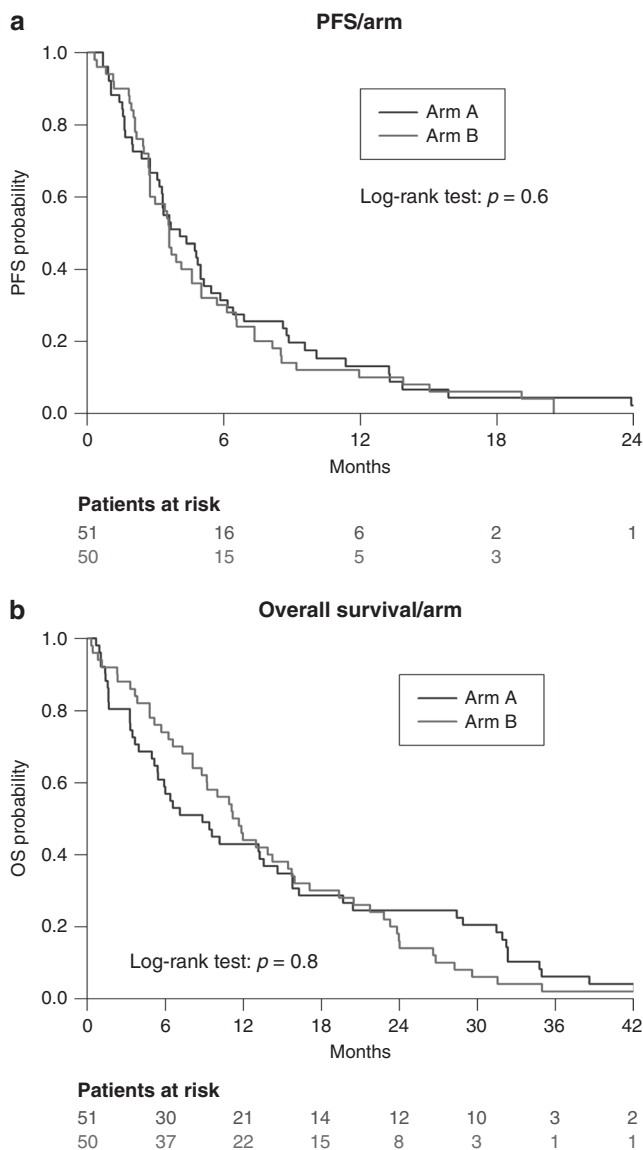 a
PFS/arm
1.0
0.8
0.6
0.4
0.2
0.0
PFS probability
Arm A
Arm B
Log-rank test: p = 0.6
0 6 12 18 24
Months
Patients at risk
51 16 6 2 1
50 15 5 3
b
Overall survival/arm
1.0
0.8
0.6
0.4
0.2
0.0
OS probability
Arm A
Arm B
Log-rank test: p = 0.8
0 6 12 18 24 30 36 42
Months
Patients at risk
51 30 21 14 12 10 3 2
50 37 22 15 8 3 1 1